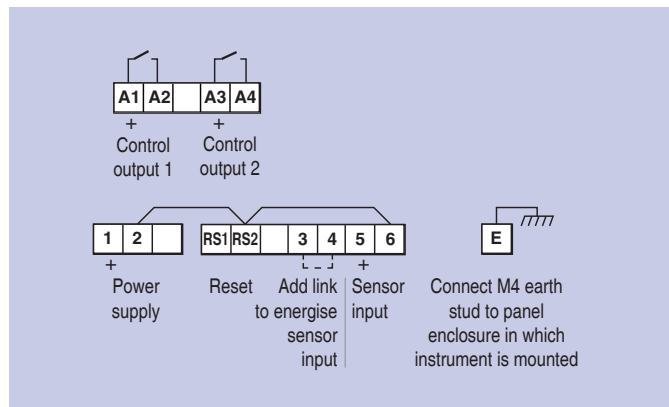 A1 A2 A3 A4
+ +
Control Control
output 1 output 2
1 2 RS1 RS2 3 4 5 6 E
+ +
Power Reset Add link Sensor Connect M4 earth
supply to energise input stud to panel
sensor enclosure in which
input instrument is mounted